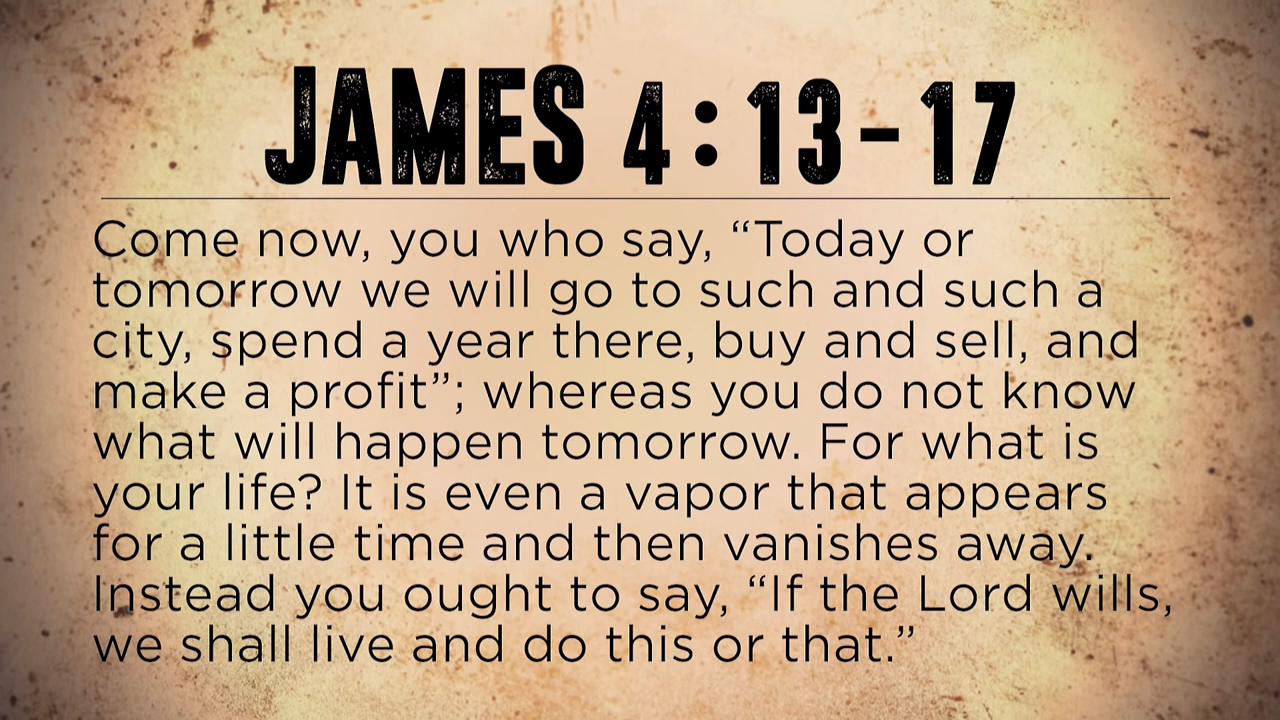 JAMES 4:13-17
Come now, you who say, “Today or
tomorrow we will go to such and such a
city, spend a year there, buy and sell, and
make a profit”; whereas you do not know
what will happen tomorrow. For what is
your life? It is even a vapor that appears
for a little time and then vanishes away.
Instead you ought to say, “If the Lord wills,
we shall live and do this or that.”